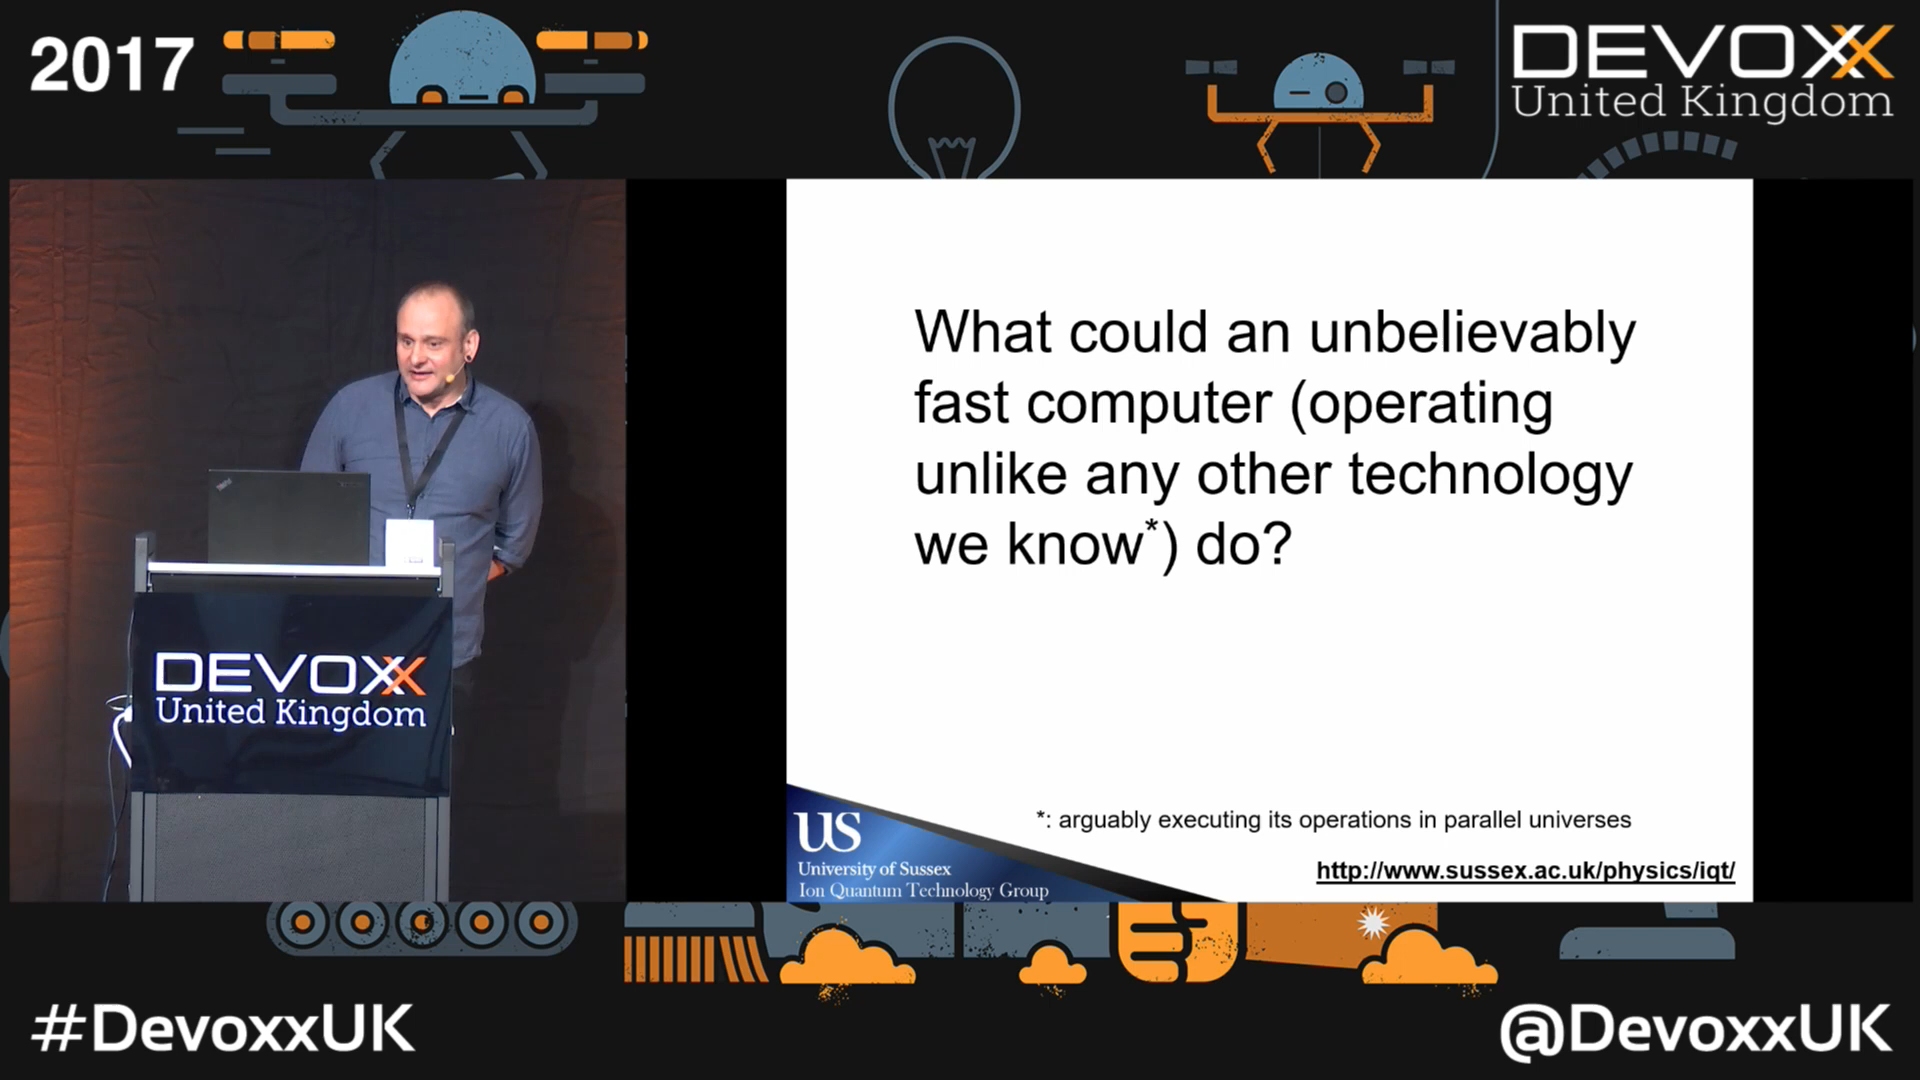 2017
DEVOXX
United Kingdom
What could an unbelievably
fast computer (operating
unlike any other technology
we know*) do?
*: arguably executing its operations in parallel universes
http://www.sussex.ac.uk/physics/iqt/
US
University of Sussex
Ion Quantum Technology Group
DEVOXX
United Kingdom
#DevoxxUK
@DevoxxUK